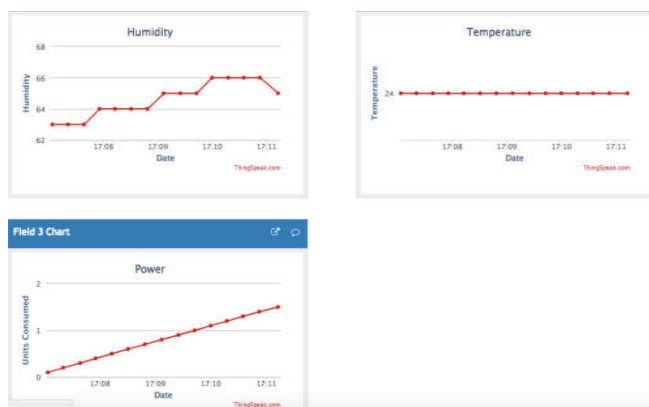 Humidity
68
66
64
62
Humidity
17:08 17:09 17:10 17:11
Date
ThingSpeak.com
Temperature
24
Temperature
17:08 17:09 17:10 17:11
Date
ThingSpeak.com
Field 3 Chart
Power
2
1
0
Units Consumed
17:08 17:09 17:10 17:11
Date
ThingSpeak.com